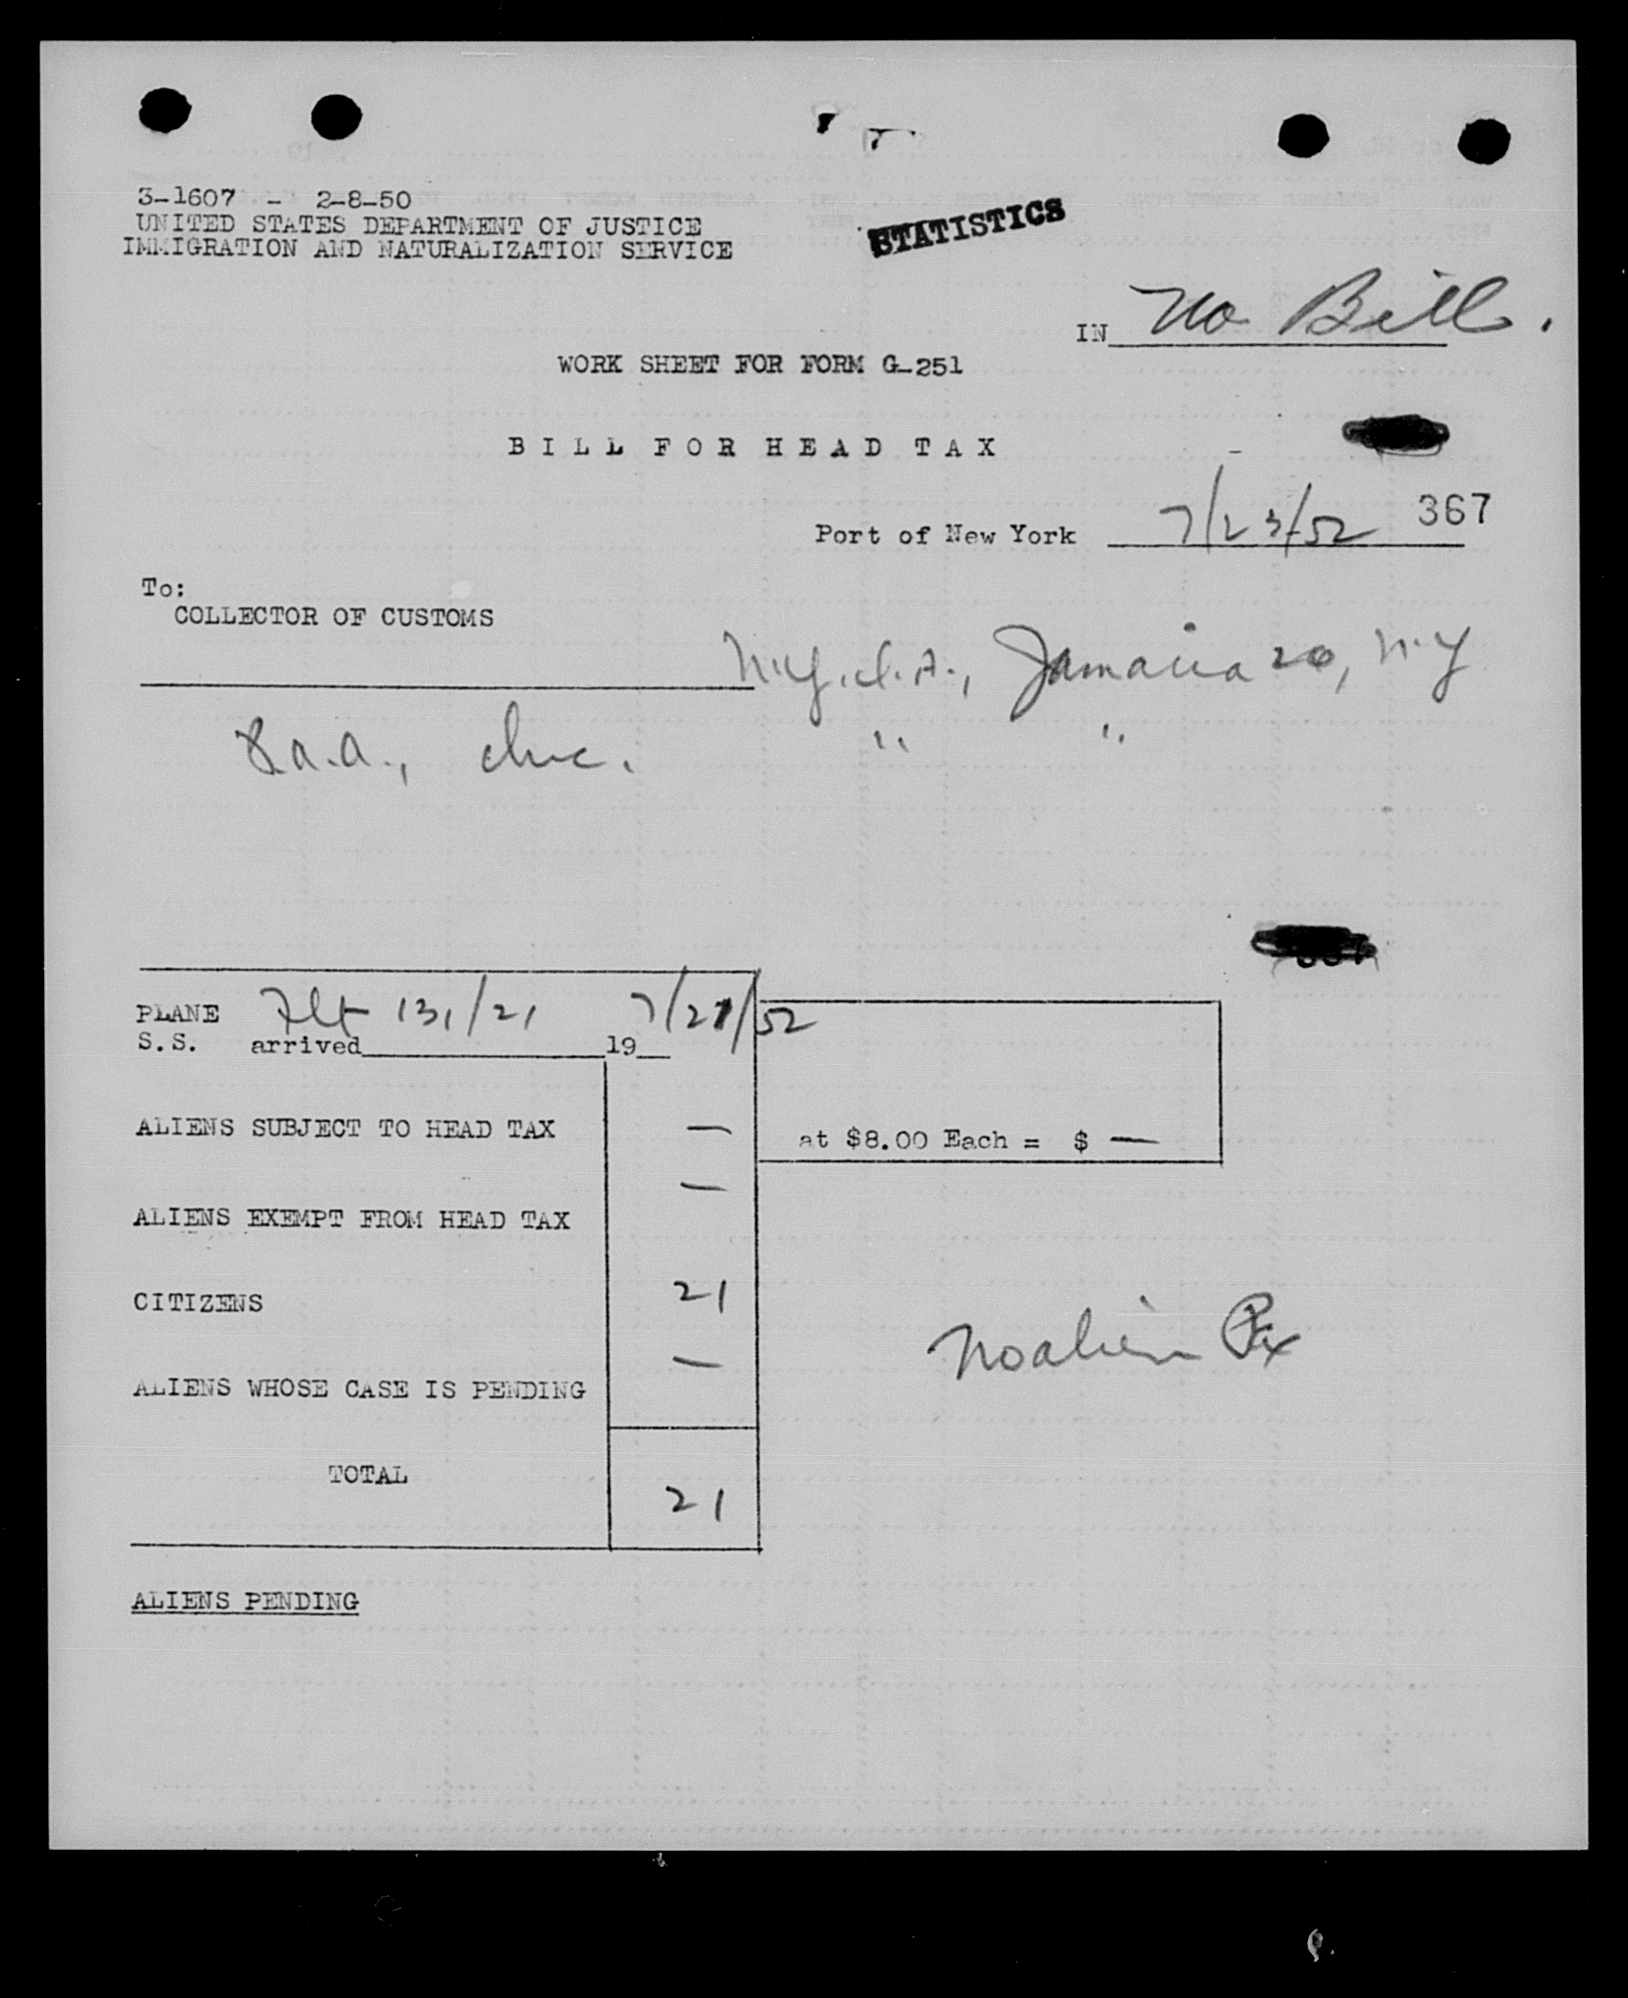 3-1607 - 2-8-50
UNITED STATES DEPARTMENT OF JUSTICE
IMMIGRATION AND NATURALIZATION SERVICE
STATISTICS
IN No Bill.
WORK SHEET FOR FORM G-251
BILL FOR HEAD TAX
Port of New York 7/23/52 367
To:
COLLECTOR OF CUSTOMS
N.Y.I.A., Jamaica 20, N.Y
A.A., Inc. " "
PLANE Flt 131/21 7/21/52
S.S. arrived 19
ALIENS SUBJECT TO HEAD TAX —
at $8.00 Each = $ —
ALIENS EXEMPT FROM HEAD TAX —
CITIZENS 21
No alien
ALIENS WHOSE CASE IS PENDING —
TOTAL 21
ALIENS PENDING